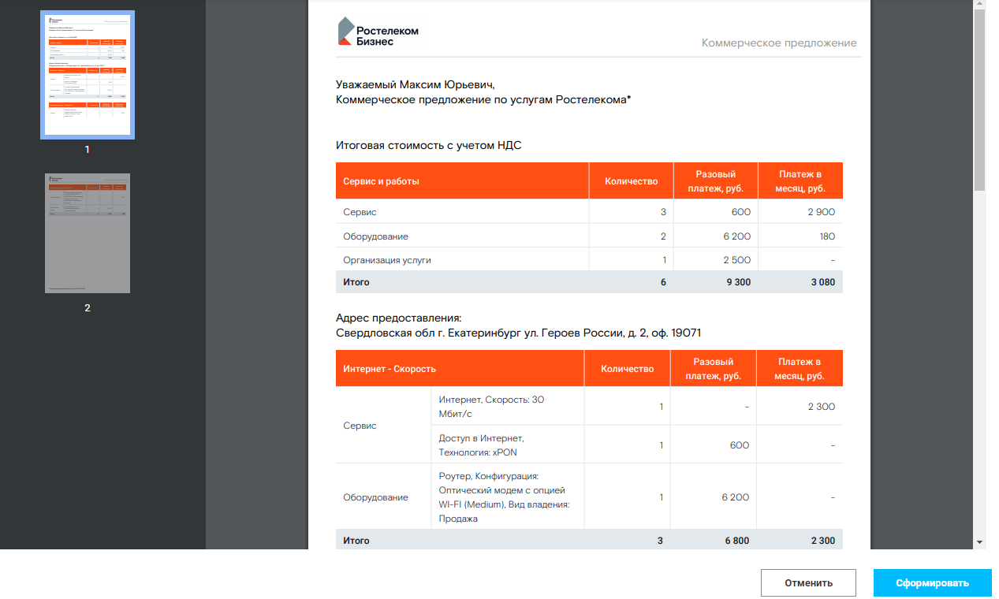 Ростелеком
Бизнес
Коммерческое предложение
Уважаемый Максим Юрьевич,
Коммерческое предложение по услугам Ростелекома*
Итоговая стоимость с учетом НДС
Сервис и работы Количество Разовый платеж, руб. Платеж в месяц, руб.
Сервис 3 600 2 900
Оборудование 2 6 200 180
Организация услуги 1 2 500 –
Итого 6 9 300 3 080
Адрес предоставления:
Свердловская обл г. Екатеринбург ул. Героев России, д. 2, оф. 19071
Интернет - Скорость Количество Разовый платеж, руб. Платеж в месяц, руб.
Сервис
Интернет, Скорость: 30
Мбит/с
1 – 2 300
Доступ в Интернет,
Технология: xPON
1 600 –
Оборудование
Роутер, Конфигурация:
Оптический модем с опцией
WI-FI (Medium), Вид владения:
Продажа
1 6 200 –
Итого 3 6 800 2 300
1
2
Отменить
Сформировать